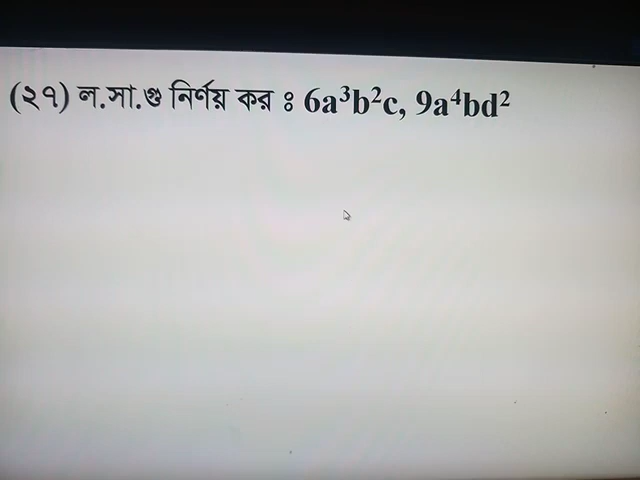 (২৭) ল.সা.গু নির্ণয় কর ঃ 6a³b²c, 9a⁴bd²